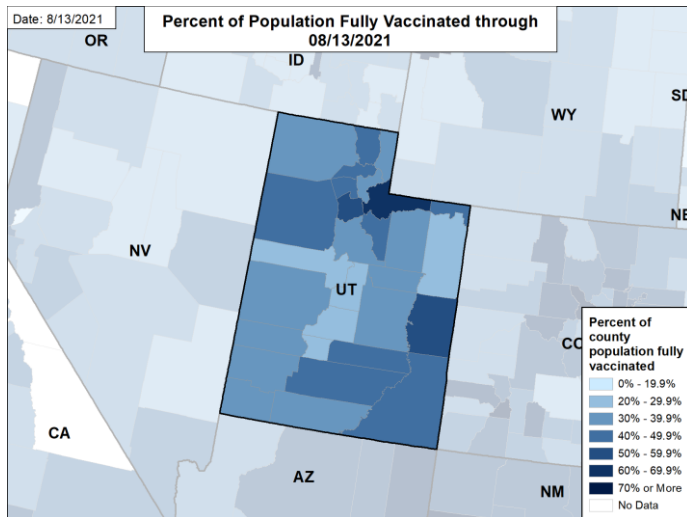 Date: 8/13/2021
Percent of Population Fully Vaccinated through
08/13/2021
OR
ID
WY
SD
NE
NV
UT
CO
CA
AZ
NM
Percent of
county
population fully
vaccinated
0% - 19.9%
20% - 29.9%
30% - 39.9%
40% - 49.9%
50% - 59.9%
60% - 69.9%
70% or More
No Data